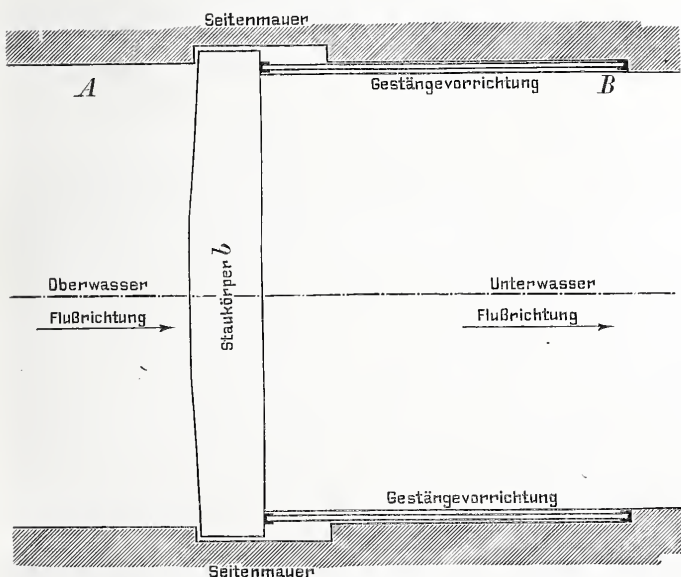 Seitenmauer
A
Gestängevorrichtung
B
Staukörper b
Oberwasser
Unterwasser
Flußrichtung
Flußrichtung
Gestängevorrichtung
Seitenmauer